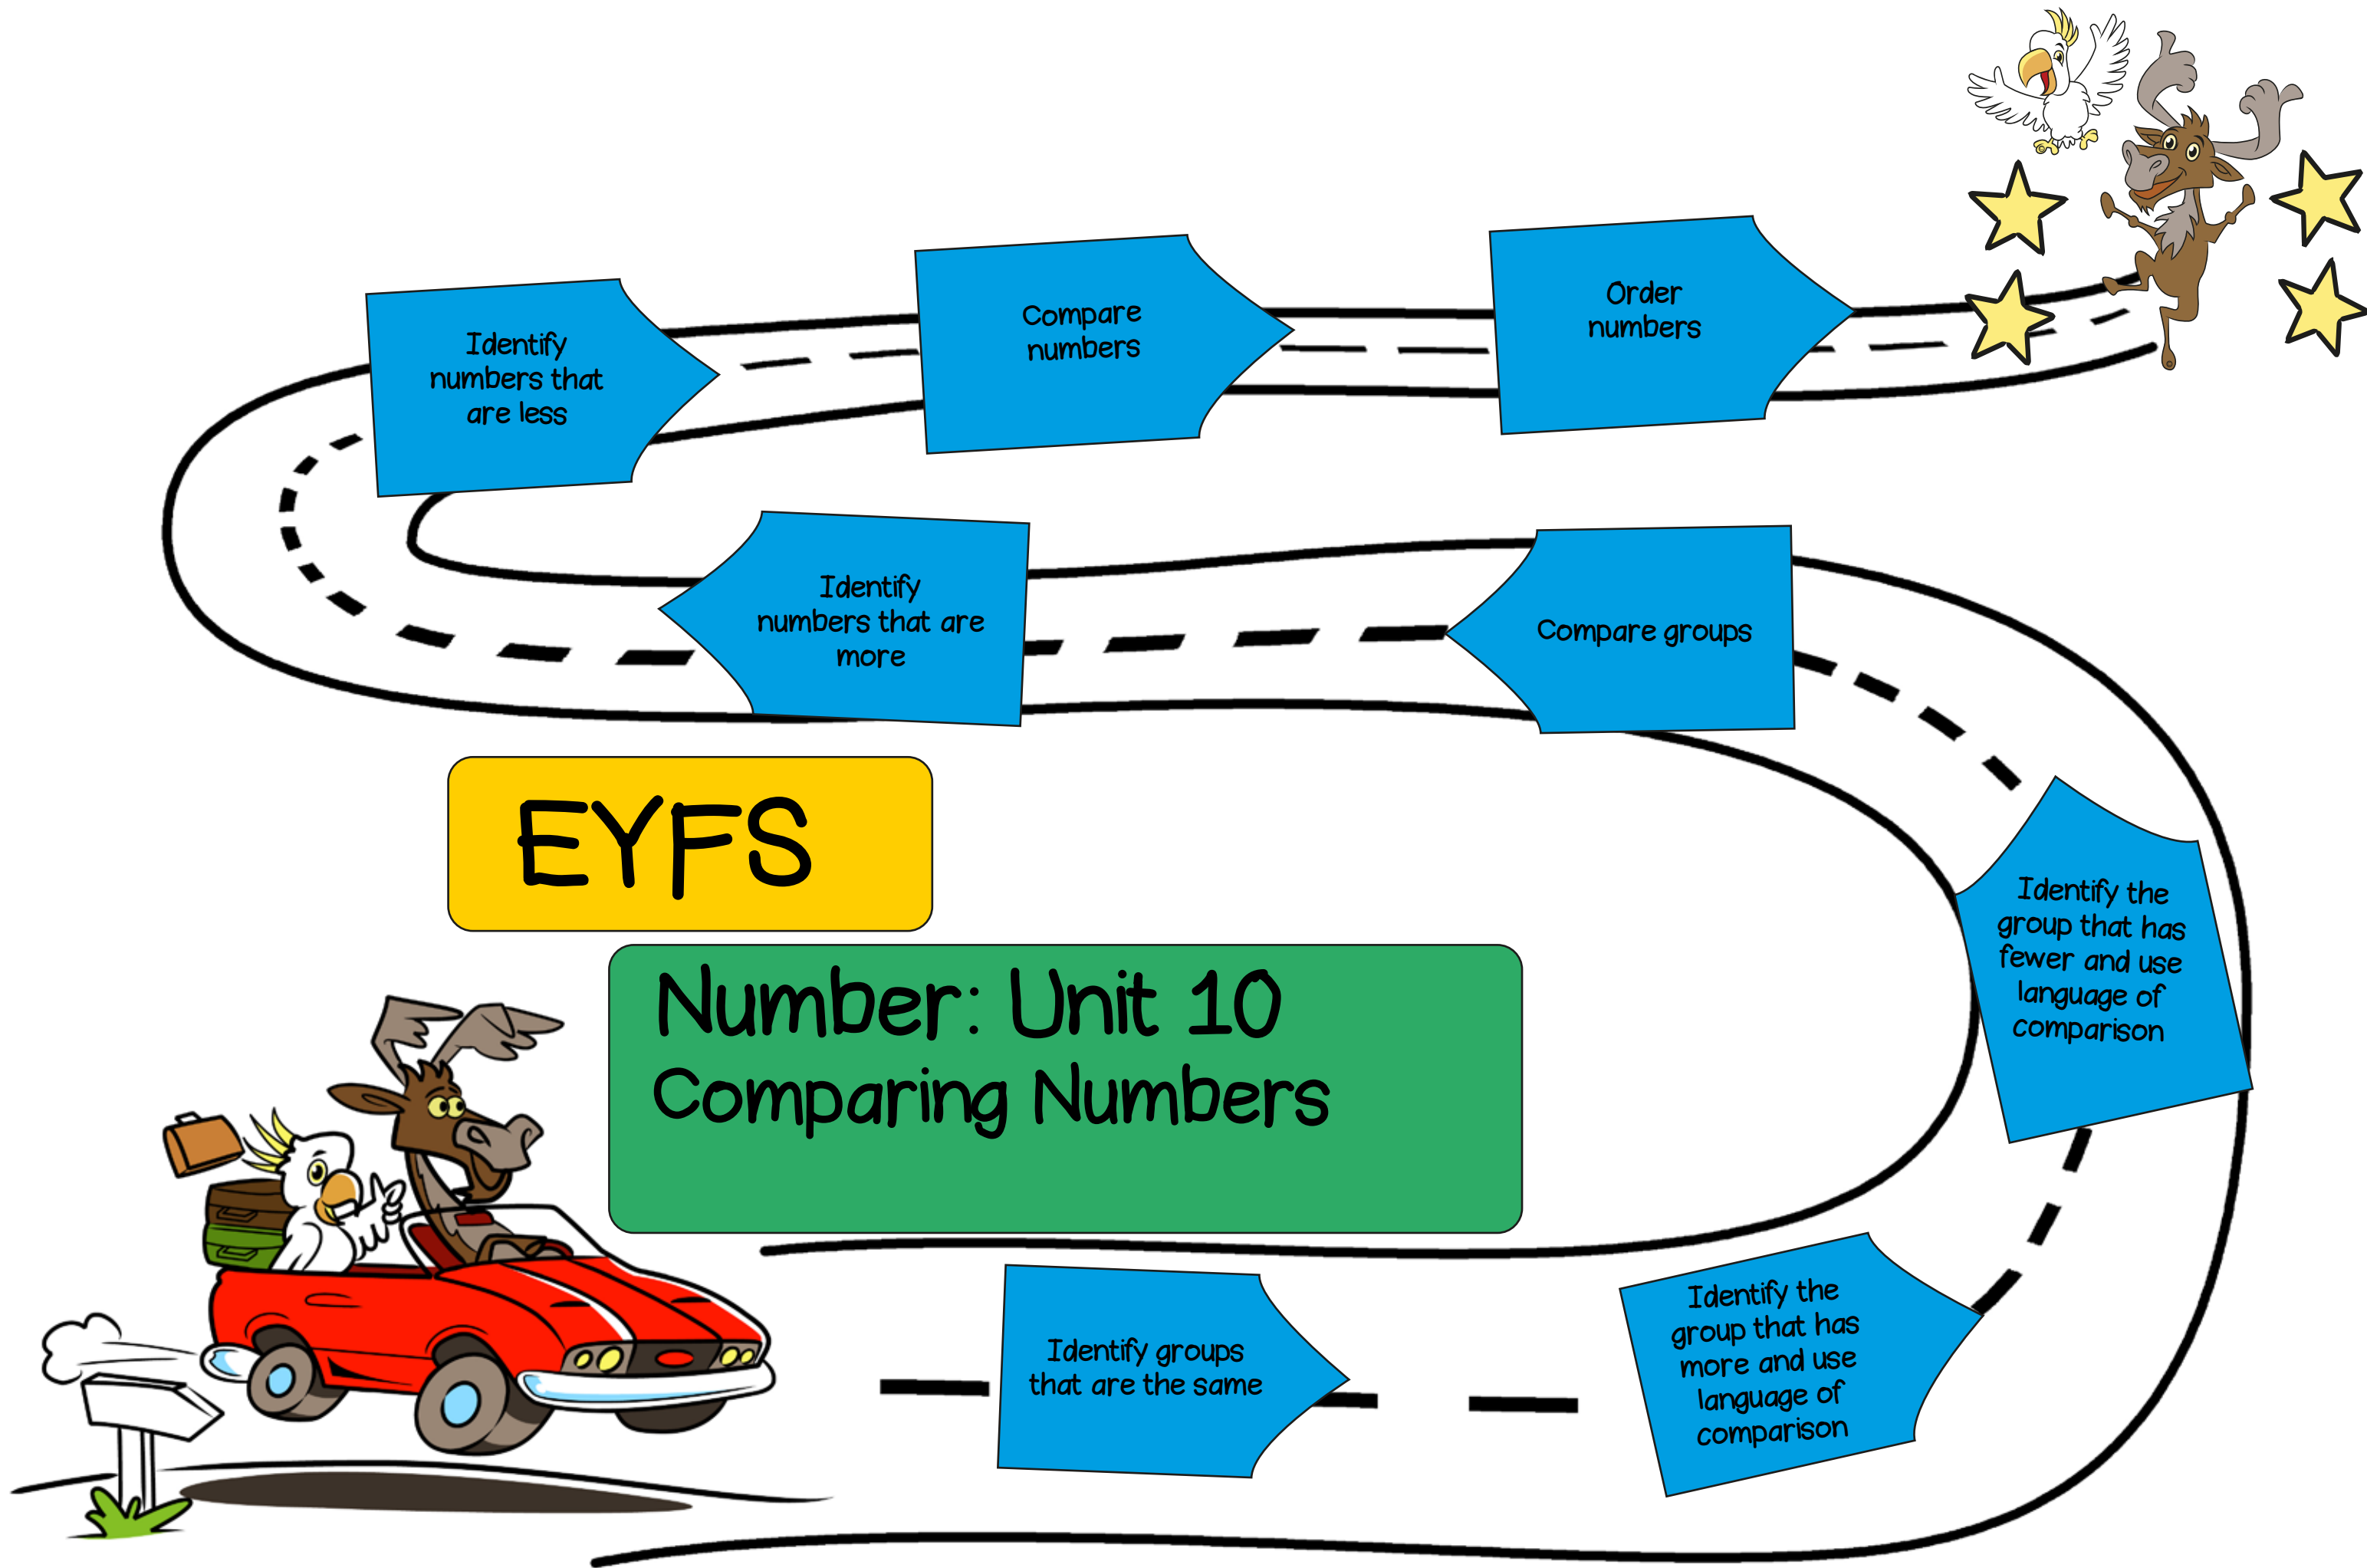 Identify
numbers that
are less
Compare
numbers
Order
numbers
Identify
numbers that are
more
Compare groups
EYFS
Identify the
group that has
fewer and use
language of
comparison
Number: Unit 10
Comparing Numbers
Identify groups
that are the same
Identify the
group that has
more and use
language of
comparison